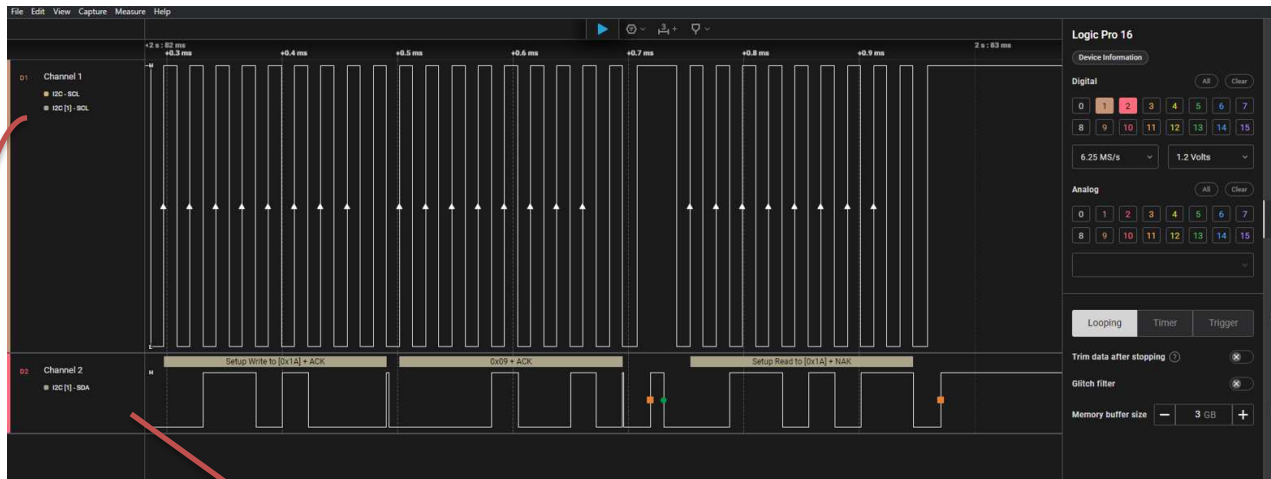 File Edit View Capture Measure Help
+2 s : 82 ms
+0.3 ms +0.4 ms +0.5 ms +0.6 ms +0.7 ms +0.8 ms +0.9 ms
2 s : 83 ms
D1 Channel 1
I2C - SCL
I2C [1] - SCL
H
L
D2 Channel 2
I2C [1] - SDA
H
Setup Write to [0x1A] + ACK
0x09 + ACK
Setup Read to [0x1A] + NAK
Logic Pro 16
Device Information
Digital All Clear
0 1 2 3 4 5 6 7
8 9 10 11 12 13 14 15
6.25 MS/s 1.2 Volts
Analog All Clear
0 1 2 3 4 5 6 7
8 9 10 11 12 13 14 15
Looping Timer Trigger
Trim data after stopping ?
Glitch filter
Memory buffer size − 3 GB +